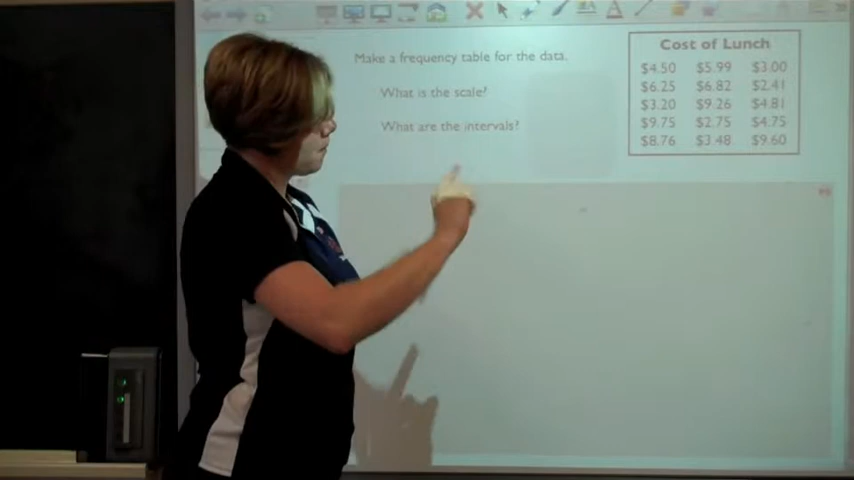 Make a frequency table for the data.
What is the scale?
What are the intervals?
Cost of Lunch
$4.50 $5.99 $3.00
$6.25 $6.82 $2.41
$3.20 $9.26 $4.81
$9.75 $2.75 $4.75
$8.76 $3.48 $9.60